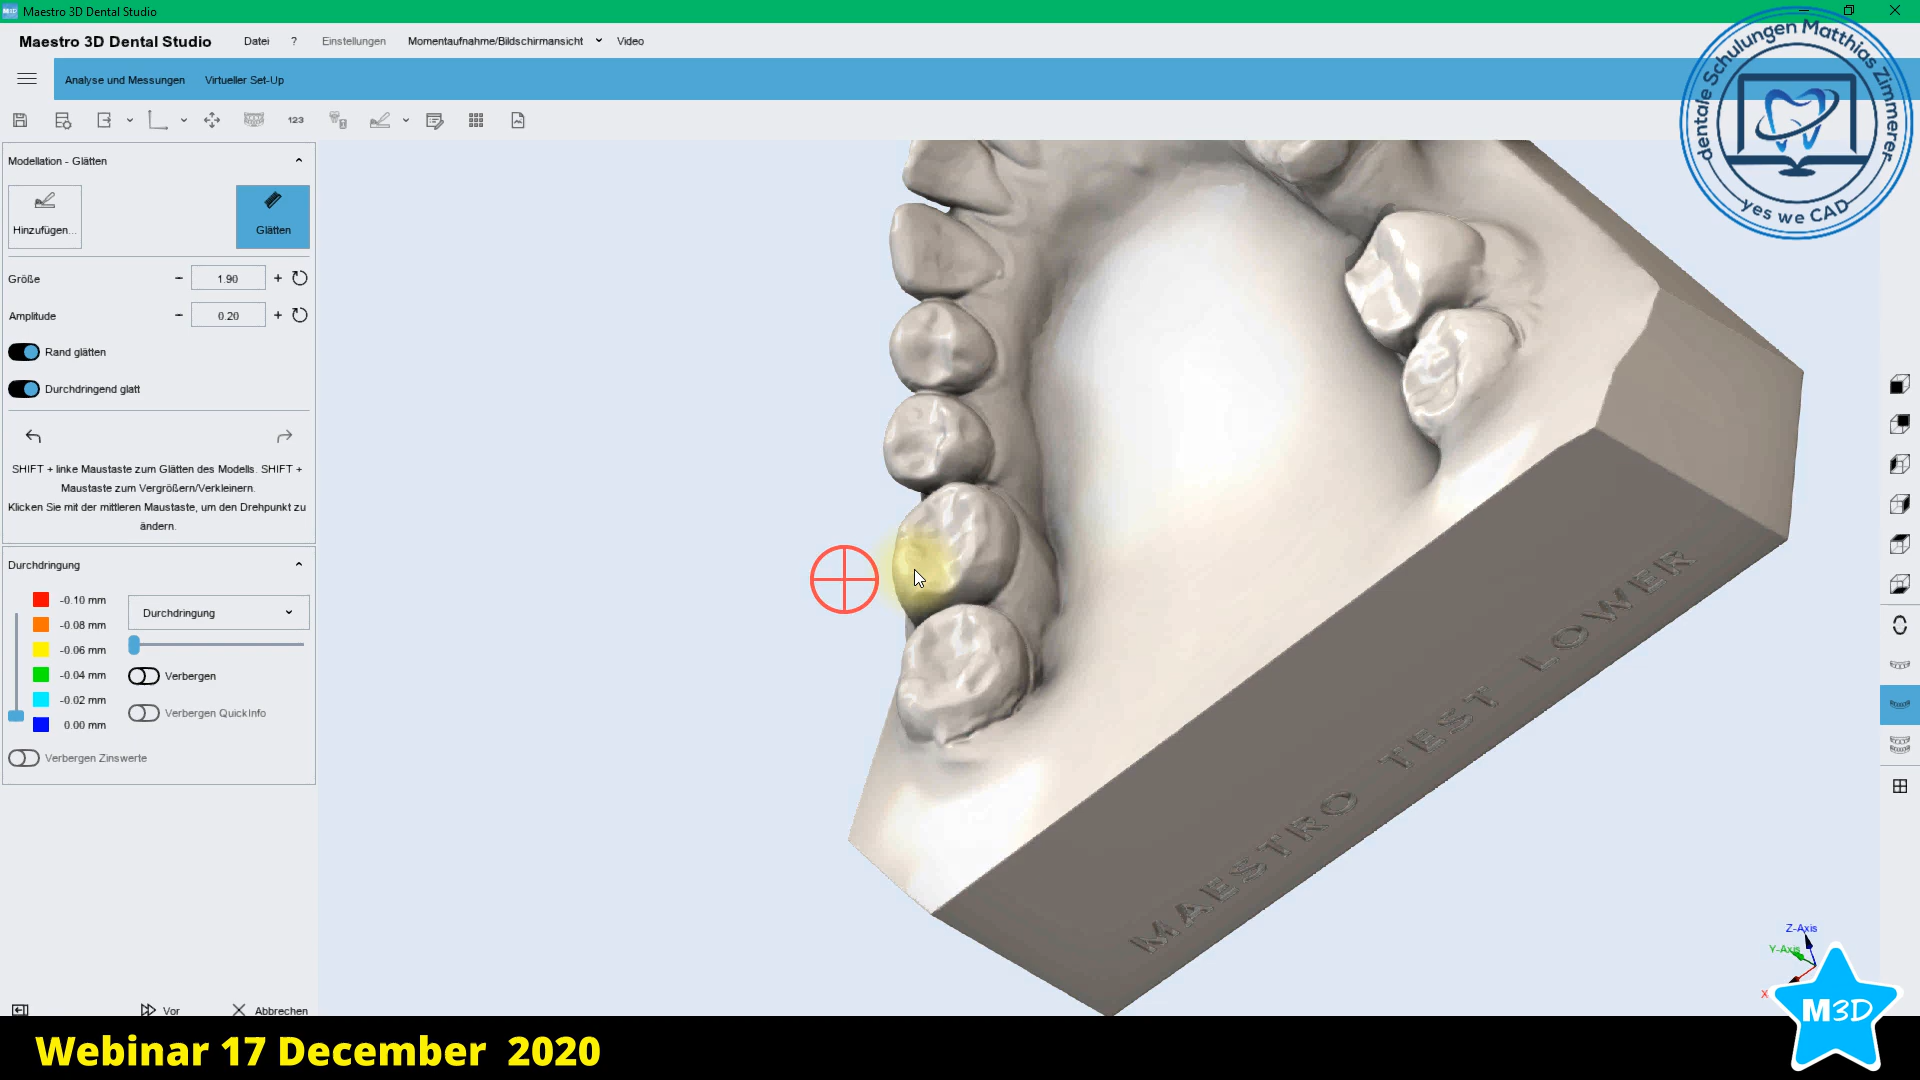 Maestro 3D Dental Studio
Maestro 3D Dental Studio
Datei ? Einstellungen Momentaufnahme/Bildschirmansicht Video
Analyse und Messungen Virtueller Set-Up
123
dentale Schulungen Matthias Zimmerer
yes we CAD
Modellation - Glätten
Hinzufügen... Glätten
Größe - 1.90 +
Amplitude - 0.20 +
Rand glätten
Durchdringend glatt
SHIFT + linke Maustaste zum Glätten des Modells. SHIFT +
Maustaste zum Vergrößern/Verkleinern.
Klicken Sie mit der mittleren Maustaste, um den Drehpunkt zu
ändern.
Durchdringung
-0.10 mm
-0.08 mm
-0.06 mm
-0.04 mm
-0.02 mm
0.00 mm
Durchdringung
Verbergen
Verbergen QuickInfo
Verbergen Zinswerte
MAESTRO TEST LOWER
Z-Axis
Y-Axis
X
Vor Abbrechen
M3D
Webinar 17 December 2020